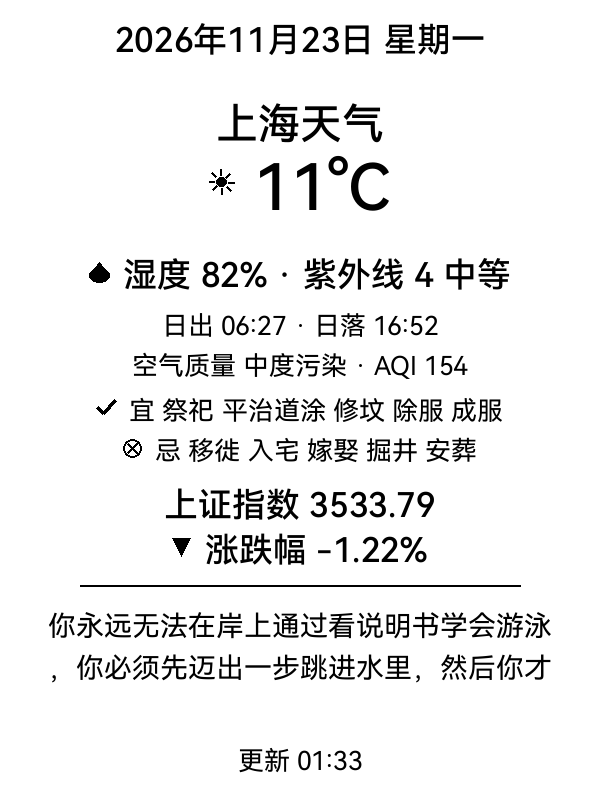 2026年11月23日 星期一
上海天气
11°C
湿度 82% · 紫外线 4 中等
日出 06:27 · 日落 16:52
空气质量 中度污染 · AQI 154
宜 祭祀 平治道涂 修坟 除服 成服
忌 移徙 入宅 嫁娶 掘井 安葬
上证指数 3533.79
▼ 涨跌幅 -1.22%
你永远无法在岸上通过看说明书学会游泳
，你必须先迈出一步跳进水里，然后你才
更新 01:33